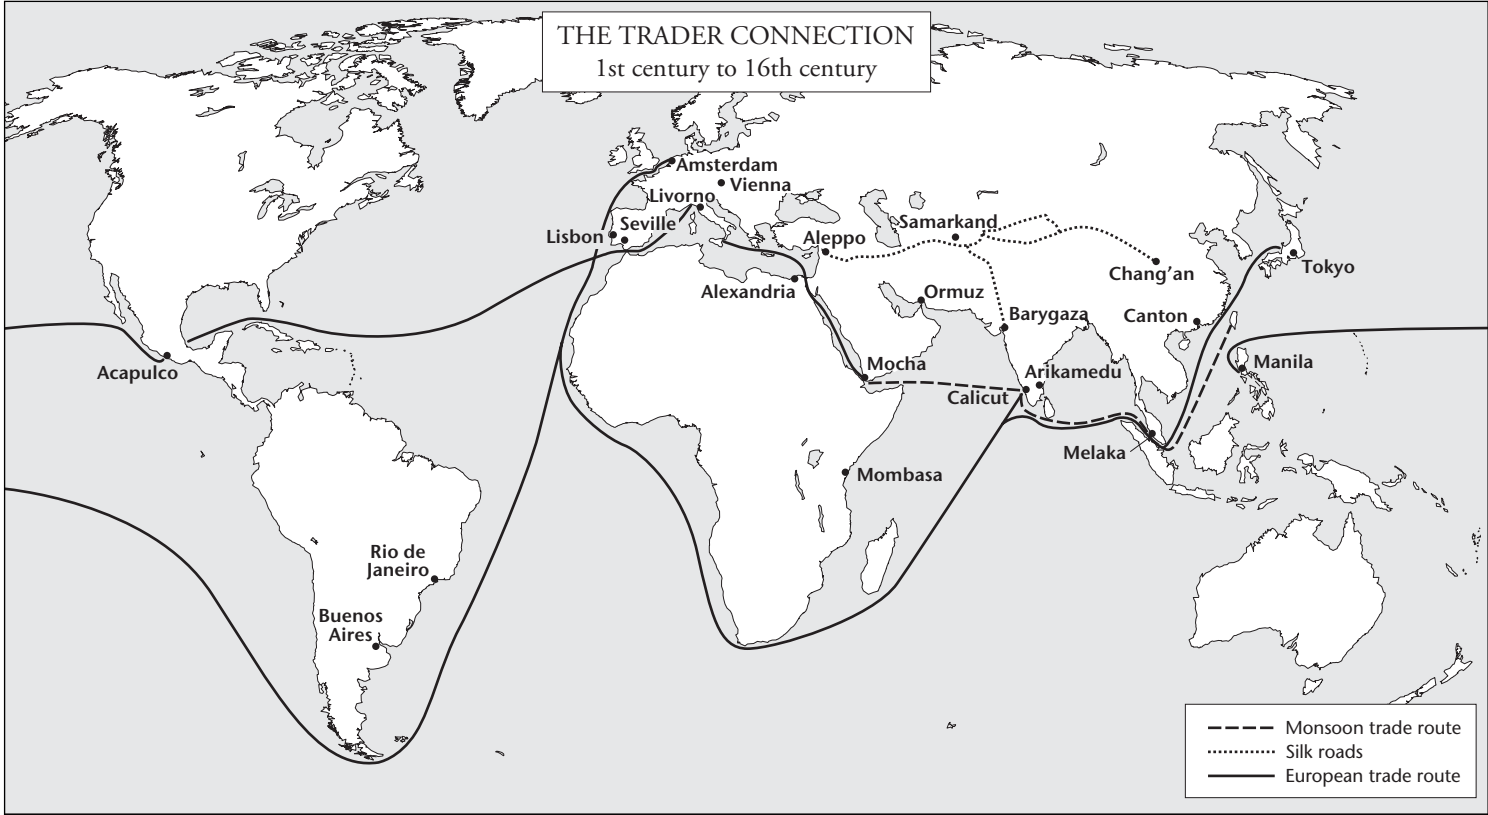 THE TRADER CONNECTION
1st century to 16th century
Amsterdam
Vienna
Livorno
Seville
Lisbon
Samarkand
Aleppo
Chang’an
Tokyo
Alexandria
Ormuz
Barygaza
Canton
Mocha
Manila
Acapulco
Arikamedu
Calicut
Melaka
Mombasa
Rio de
Janeiro
Buenos
Aires
Monsoon trade route
Silk roads
European trade route